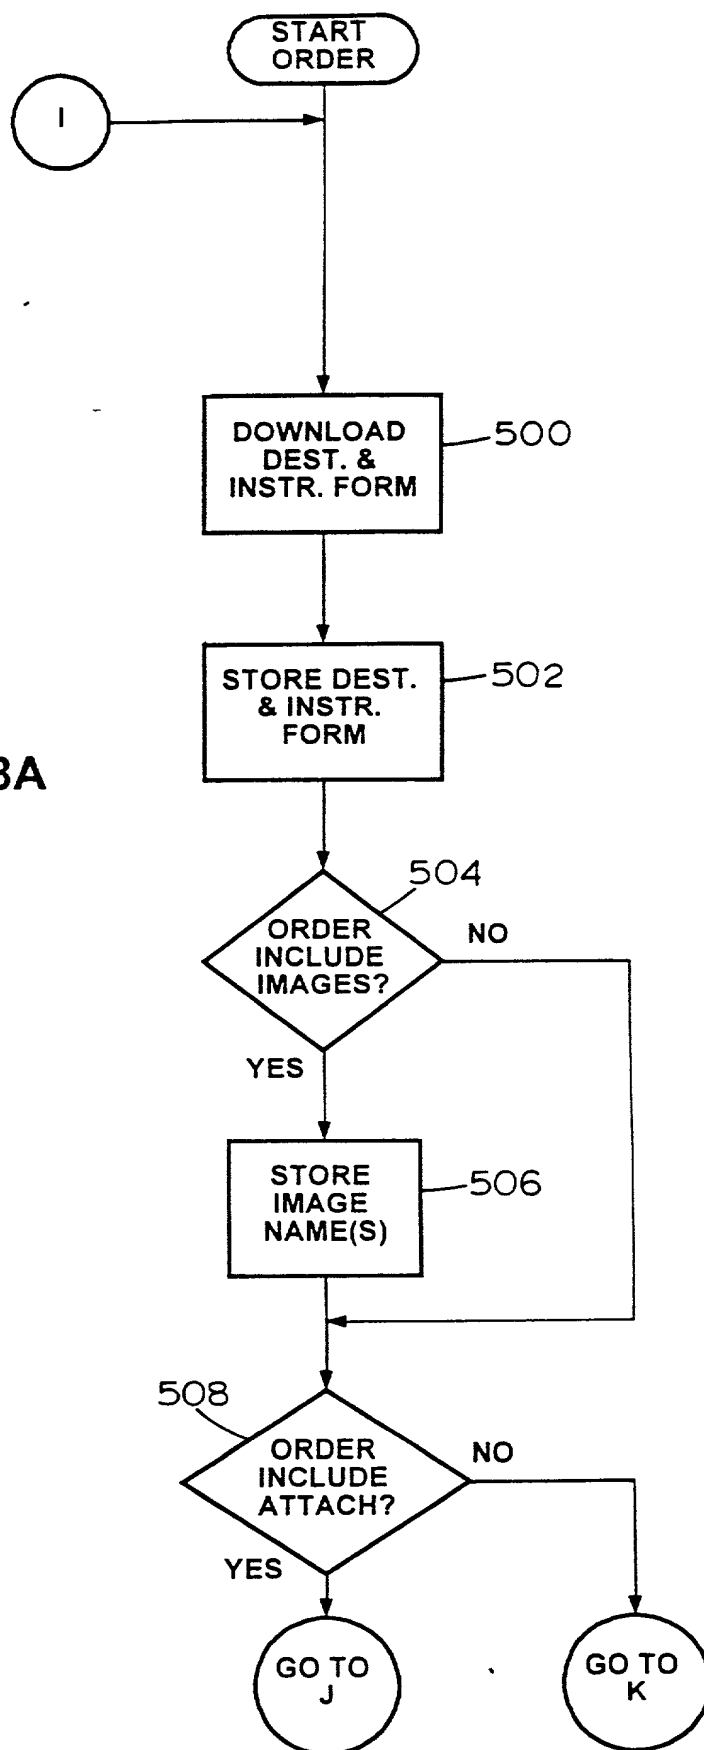 START
ORDER
I
DOWNLOAD
DEST. &
INSTR. FORM
500
STORE DEST.
& INSTR.
FORM
502
3A
504
ORDER
INCLUDE
IMAGES?
NO
YES
STORE
IMAGE
NAME(S)
506
508
ORDER
INCLUDE
ATTACH?
NO
YES
GO TO
J
GO TO
K